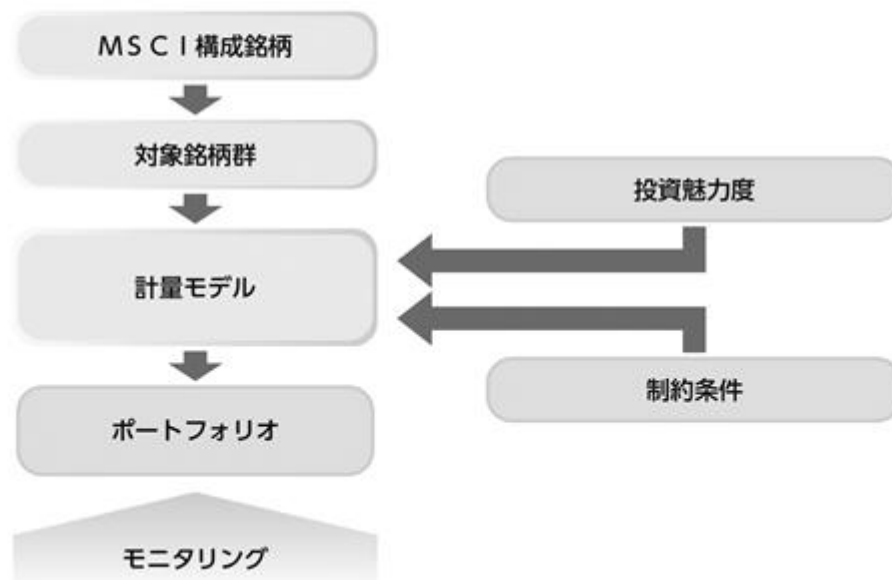 ＭＳＣＩ構成銘柄
対象銘柄群
投資魅力度
計量モデル
制約条件
ポートフォリオ
モニタリング